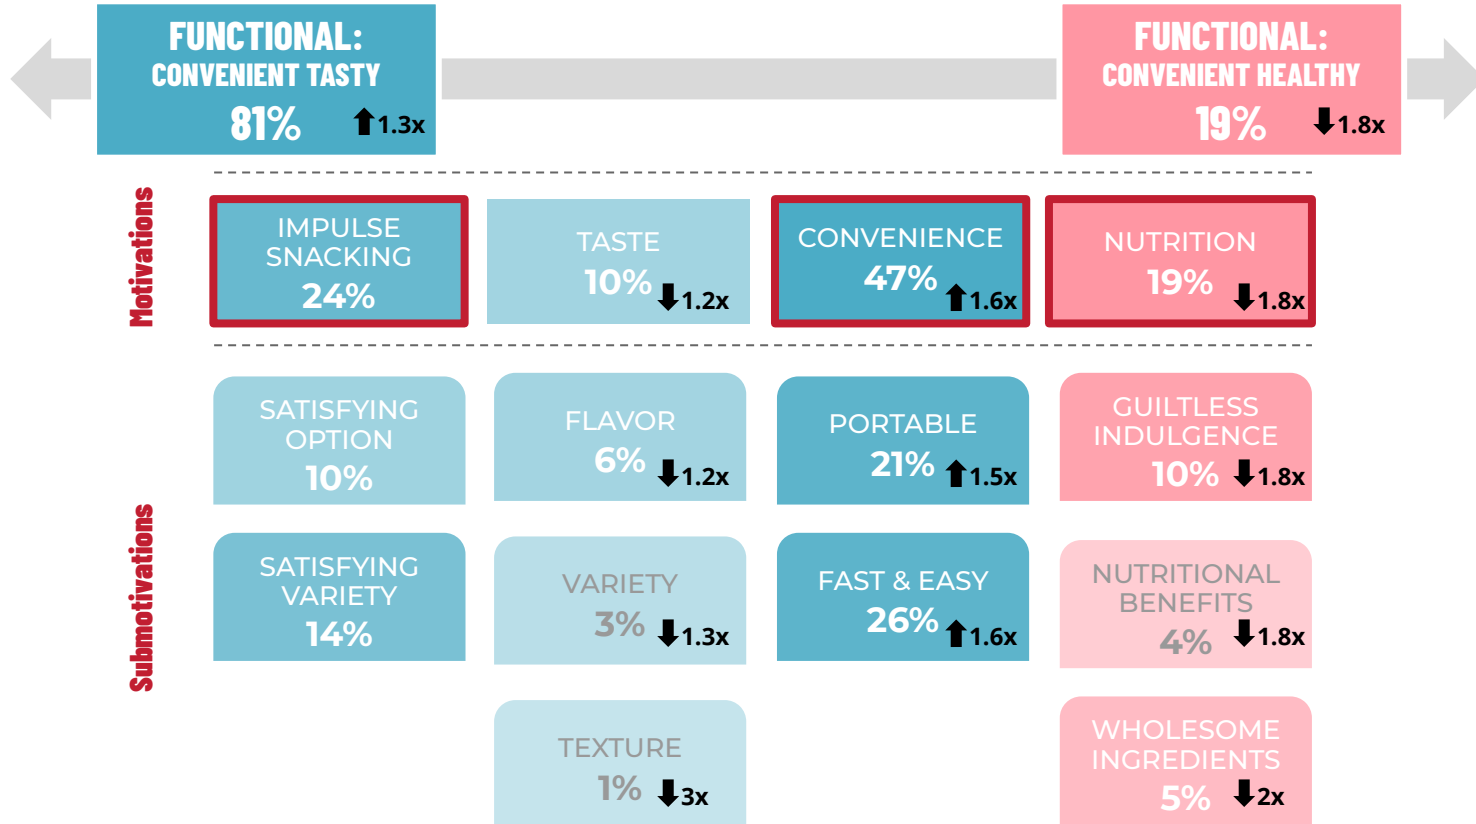 FUNCTIONAL:
CONVENIENT TASTY
81% 1.3x
FUNCTIONAL:
CONVENIENT HEALTHY
19% 1.8x
Motivations
IMPULSE
SNACKING
24%
TASTE
10% 1.2x
CONVENIENCE
47% 1.6x
NUTRITION
19% 1.8x
Submotivations
SATISFYING
OPTION
10%
FLAVOR
6% 1.2x
PORTABLE
21% 1.5x
GUILTLESS
INDULGENCE
10% 1.8x
SATISFYING
VARIETY
14%
VARIETY
3% 1.3x
FAST & EASY
26% 1.6x
NUTRITIONAL
BENEFITS
4% 1.8x
TEXTURE
1% 3x
WHOLESOME
INGREDIENTS
5% 2x